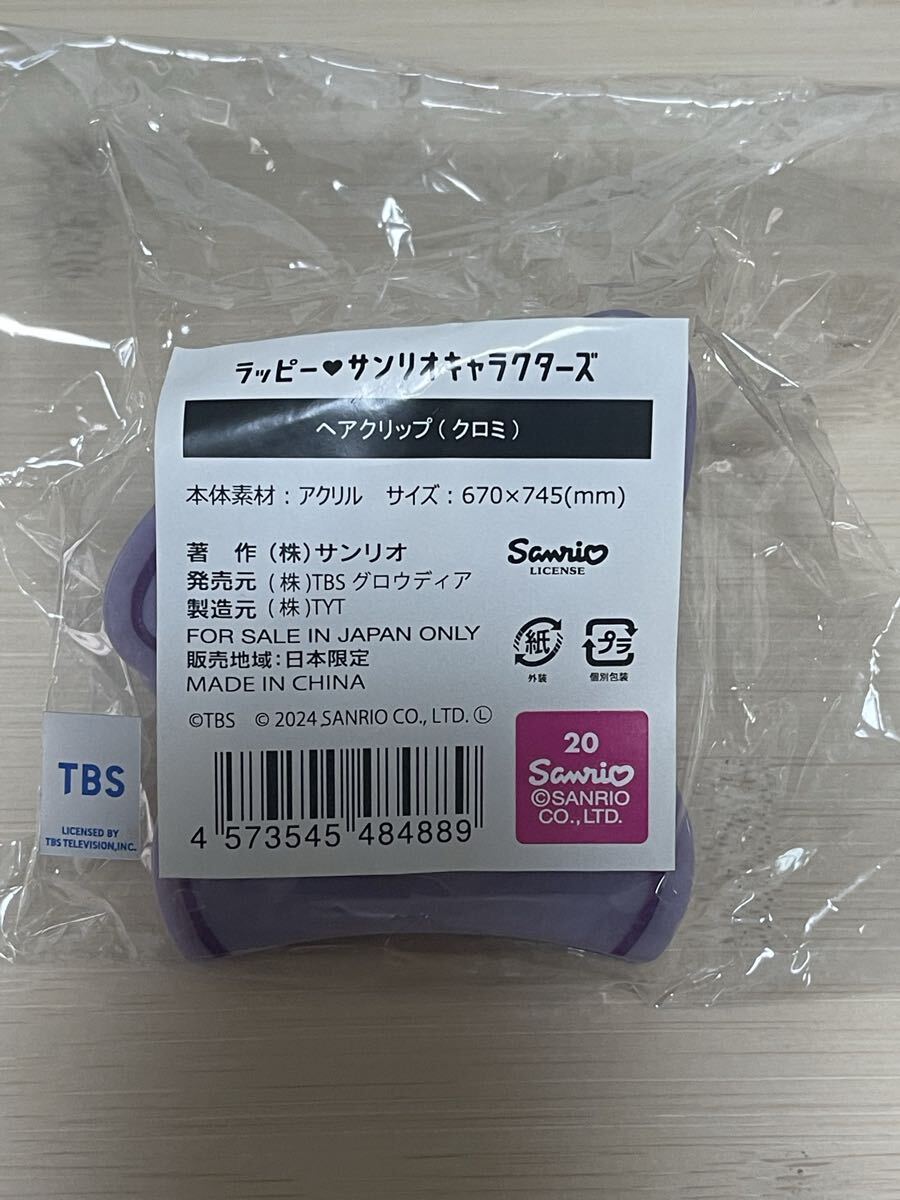 ラッピー♥サンリオキャラクターズ
ヘアクリップ(クロミ)
本体素材:アクリル サイズ:670×745(mm)
著 作(株)サンリオ
発売元(株)TBSグロウディア
製造元(株)TYT
FOR SALE IN JAPAN ONLY
販売地域:日本限定
MADE IN CHINA
©TBS © 2024 SANRIO CO., LTD. Ⓛ
4 573545 484889
Sanrio
LICENSE
紙
外装
プラ
個別包装
20
Sanrio
©SANRIO
CO.,LTD.
TBS
LICENSED BY
TBS TELEVISION,INC.